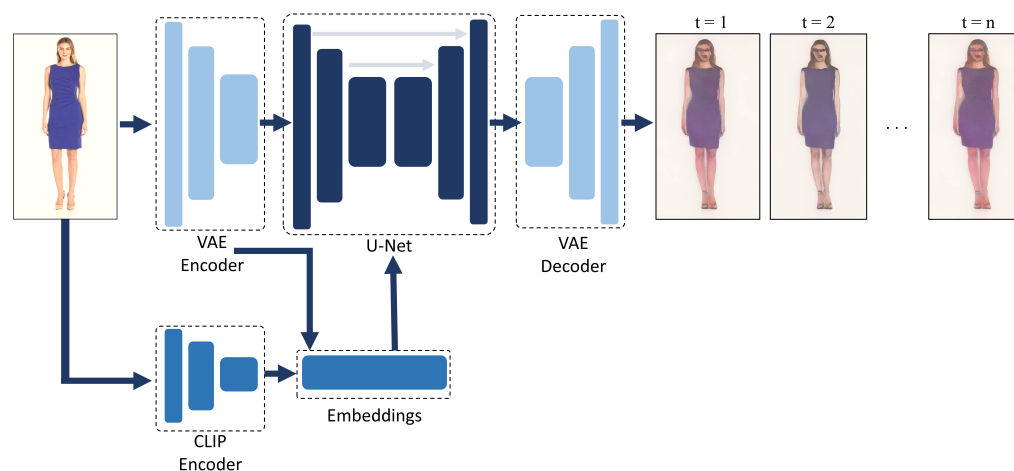 t = 1
t = 2
t = n
. . .
VAE
Encoder
U-Net
VAE
Decoder
Embeddings
CLIP
Encoder